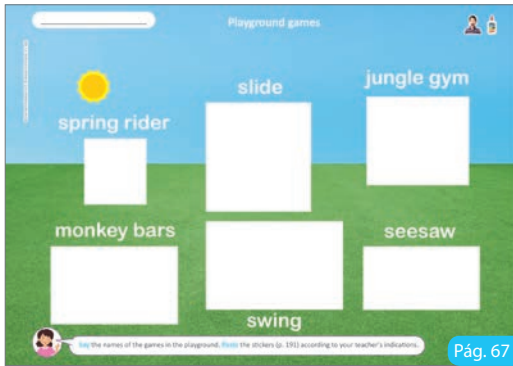 Playground games
slide
jungle gym
spring rider
monkey bars
seesaw
swing
Say the names of the games in the playground. Paste the stickers (p. 191) according to your teacher's indications.
Pág. 67